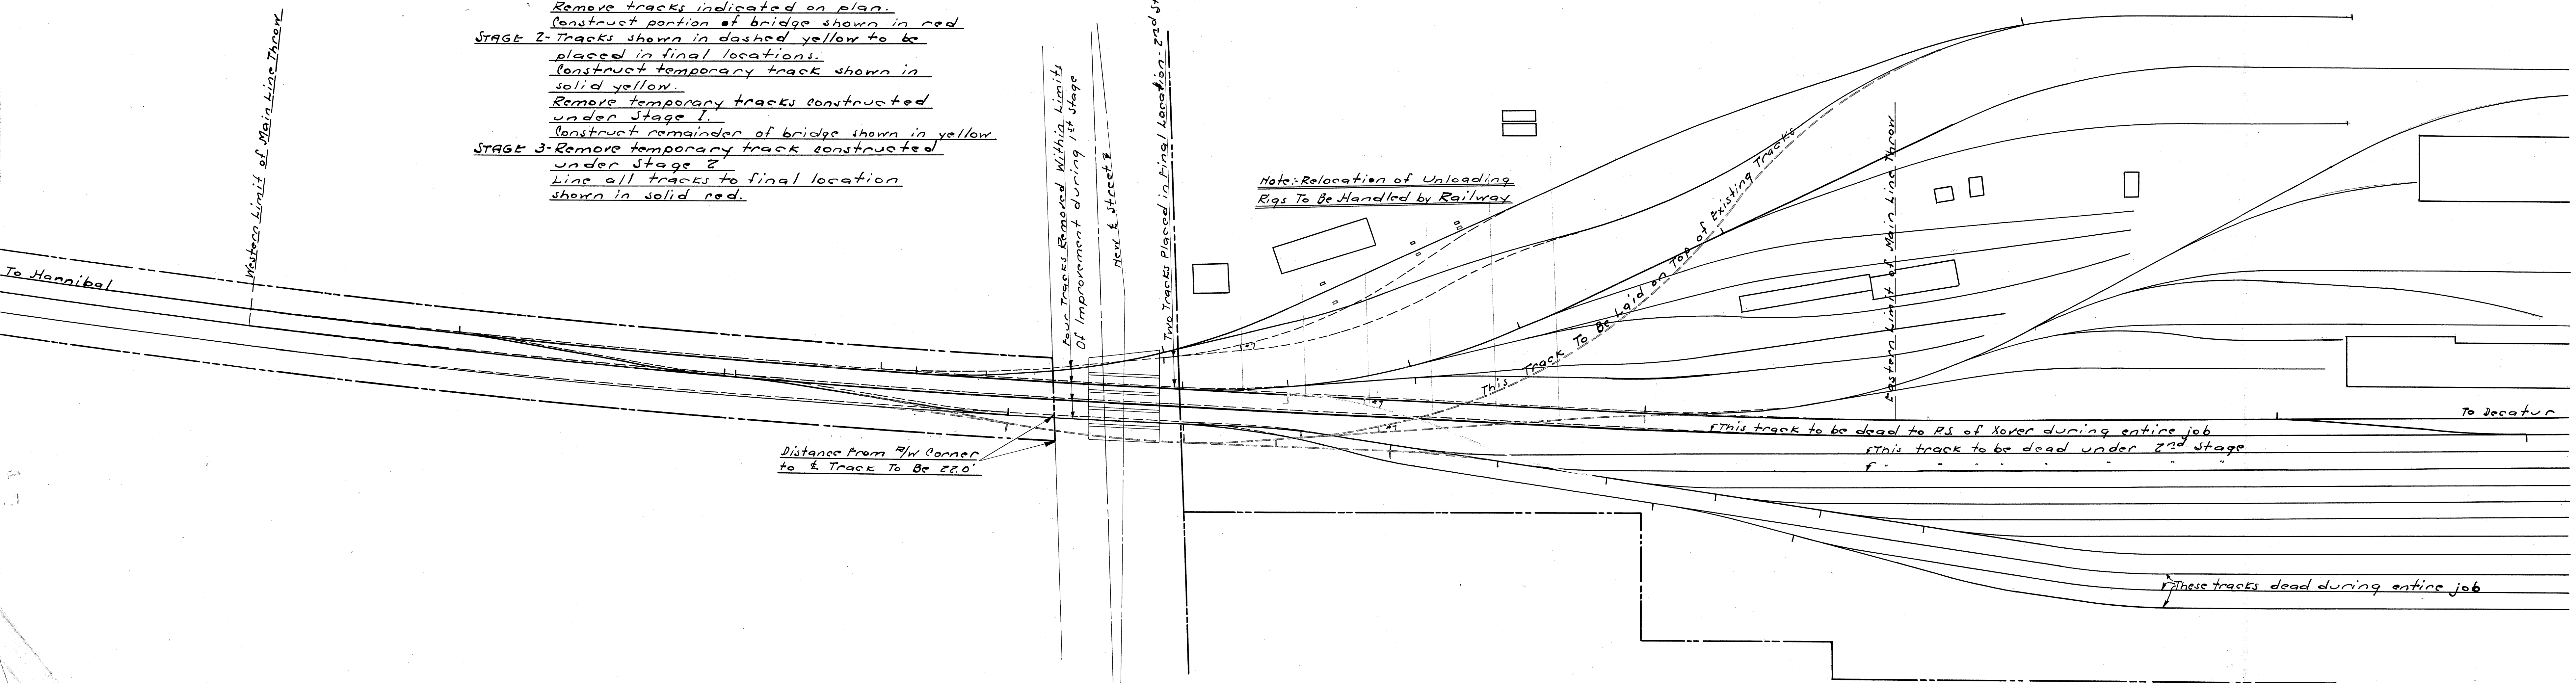 Remove tracks indicated on plan.
Construct portion of bridge shown in red
STAGE 2- Tracks shown in dashed yellow to be
placed in final locations.
Construct temporary track shown in
solid yellow.
Remove temporary tracks constructed
under Stage I.
Construct remainder of bridge shown in yellow
STAGE 3- Remove temporary track constructed
under Stage 2
Line all tracks to final location
shown in solid red.
Western Limit of Main Line Throw
To Hannibal
Four Tracks Removed Within Limits
Of Improvement during 1st Stage
New ℄ Street
Two Tracks Placed in Final Location - 2nd St
Note:- Relocation of Unloading
Rigs To Be Handled by Railway
This Track To Be Laid on Top of Existing Tracks
Eastern Limit of Main Line Throw
#7
#7
#7
To Decatur
This track to be dead to P.S. of Xover during entire job
This track to be dead under 2nd Stage
" " " " " " "
Distance From R/W Corner
to ℄ Track To Be 22.0'
These tracks dead during entire job